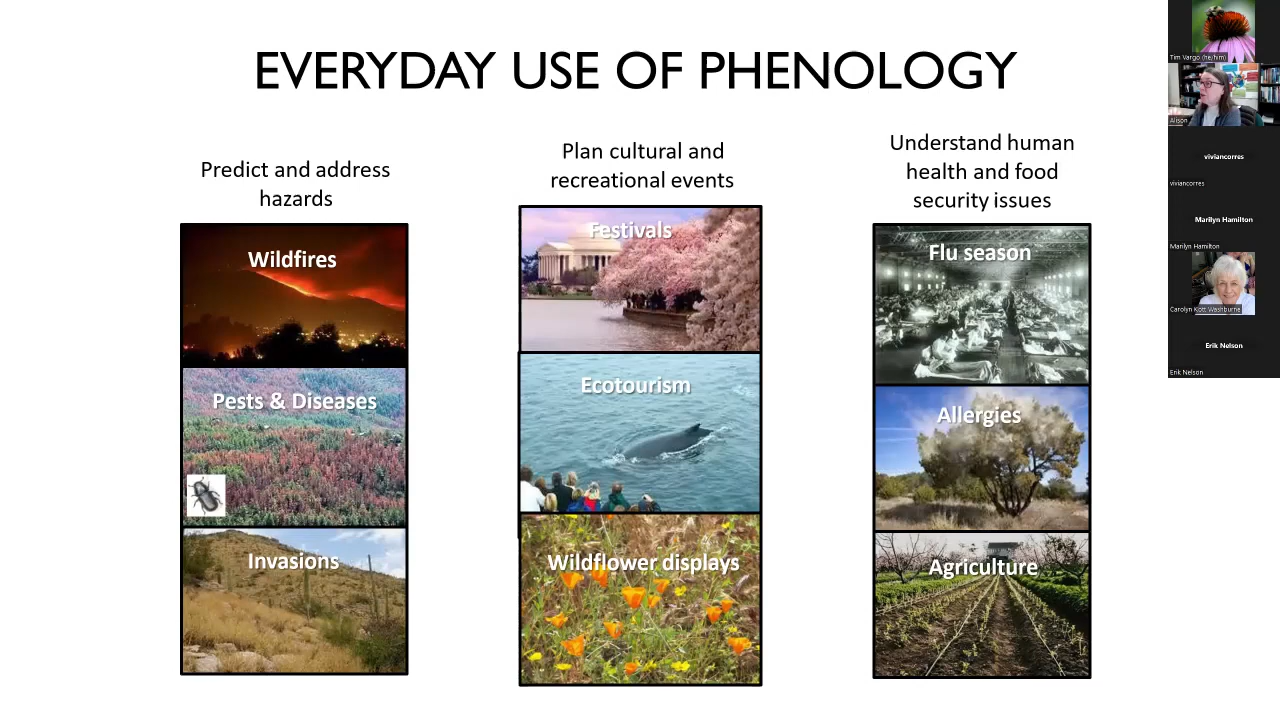 EVERYDAY USE OF PHENOLOGY
Predict and address
hazards
Wildfires
Pests & Diseases
Invasions
Plan cultural and
recreational events
Festivals
Ecotourism
Wildflower displays
Understand human
health and food
security issues
Flu season
Allergies
Agriculture
Tim Vargo (he/him)
Alison
viviancorres
viviancorres
Marilyn Hamilton
Marilyn Hamilton
Carolyn Kott Washburne
Erik Nelson
Erik Nelson